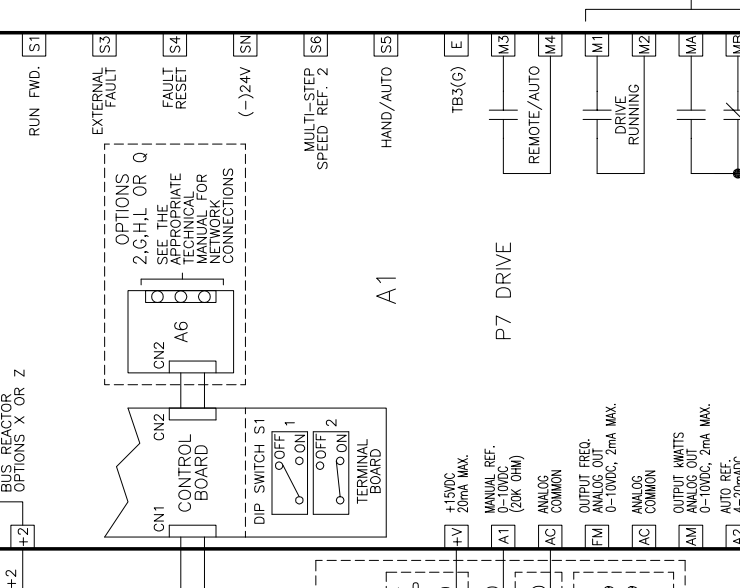 S1
RUN FWD.
S3
EXTERNAL
FAULT
S4
FAULT
RESET
SN
(−)24V
S6
MULTI−STEP
SPEED REF. 2
S5
HAND/AUTO
E
TB3(G)
M3
M4
REMOTE/AUTO
M1
M2
DRIVE
RUNNING
MA
MB
OPTIONS
2,G,H,L OR Q
SEE THE
APPROPRIATE
TECHNICAL
MANUAL FOR
NETWORK
CONNECTIONS
A6
CN2
A1
P7 DRIVE
BUS REACTOR
OPTIONS X OR Z
+2
+2
CN2
CONTROL
BOARD
CN1
DIP SWITCH S1
OFF
ON
1
OFF
ON
2
TERMINAL
BOARD
+15VDC
20mA MAX.
+V
MANUAL REF.
0−10VDC
(20K OHM)
A1
ANALOG
COMMON
AC
OUTPUT FREQ.
ANALOG OUT
0−10VDC, 2mA MAX.
FM
ANALOG
COMMON
AC
OUTPUT kWATTS
ANALOG OUT
0−10VDC, 2mA MAX.
AM
AUTO REF.
4−20mADC
A2